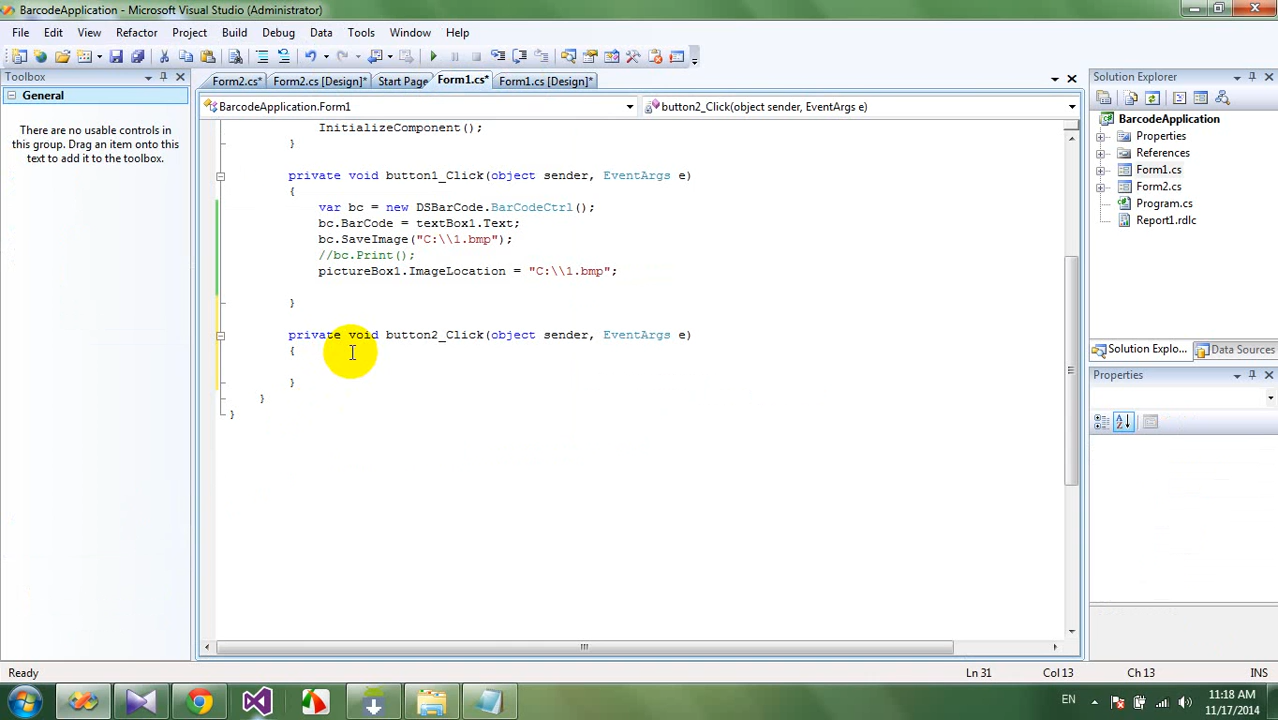 BarcodeApplication - Microsoft Visual Studio (Administrator)
File Edit View Refactor Project Build Debug Data Tools Window Help
Toolbox
General
There are no usable controls in
this group. Drag an item onto this
text to add it to the toolbox.
Form2.cs* Form2.cs [Design]* Start Page Form1.cs* Form1.cs [Design]*
BarcodeApplication.Form1 button2_Click(object sender, EventArgs e)
InitializeComponent();
}
private void button1_Click(object sender, EventArgs e)
{
var bc = new DSBarCode.BarCodeCtrl();
bc.BarCode = textBox1.Text;
bc.SaveImage("C:\\1.bmp");
//bc.Print();
pictureBox1.ImageLocation = "C:\\1.bmp";
}
private void button2_Click(object sender, EventArgs e)
{
}
}
}
Solution Explorer
BarcodeApplication
Properties
References
Form1.cs
Form2.cs
Program.cs
Report1.rdlc
Solution Explo... Data Sources
Properties
Ready Ln 31 Col 13 Ch 13 INS
EN 11:18 AM
11/17/2014